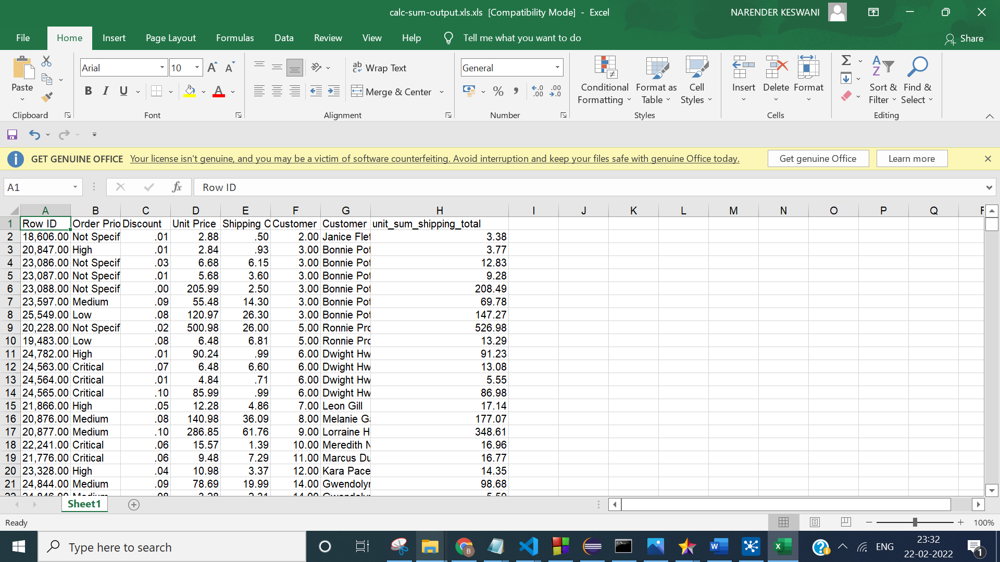 calc-sum-output.xls.xls [Compatibility Mode] - Excel
NARENDER KESWANI
File Home Insert Page Layout Formulas Data Review View Help Tell me what you want to do Share
Paste
Clipboard
Arial 10
B I U
Font
Wrap Text
Merge & Center
Alignment
General
% ,
Number
Conditional Formatting
Format as Table
Cell Styles
Styles
Insert Delete Format
Cells
Sort & Filter
Find & Select
Editing
GET GENUINE OFFICE Your license isn't genuine, and you may be a victim of software counterfeiting. Avoid interruption and keep your files safe with genuine Office today. Get genuine Office Learn more
A1 fx Row ID
A B C D E F G H I J K L M N O P Q
1 Row ID Order Prio Discount Unit Price Shipping C Customer Customer unit_sum_shipping_total
2 18,606.00 Not Specif .01 2.88 .50 2.00 Janice Flet 3.38
3 20,847.00 High .01 2.84 .93 3.00 Bonnie Pot 3.77
4 23,086.00 Not Specif .03 6.68 6.15 3.00 Bonnie Pot 12.83
5 23,087.00 Not Specif .01 5.68 3.60 3.00 Bonnie Pot 9.28
6 23,088.00 Not Specif .00 205.99 2.50 3.00 Bonnie Pot 208.49
7 23,597.00 Medium .09 55.48 14.30 3.00 Bonnie Pot 69.78
8 25,549.00 Low .08 120.97 26.30 3.00 Bonnie Pot 147.27
9 20,228.00 Not Specif .02 500.98 26.00 5.00 Ronnie Pro 526.98
10 19,483.00 Low .08 6.48 6.81 5.00 Ronnie Pro 13.29
11 24,782.00 High .01 90.24 .99 6.00 Dwight Hw 91.23
12 24,563.00 Critical .07 6.48 6.60 6.00 Dwight Hw 13.08
13 24,564.00 Critical .01 4.84 .71 6.00 Dwight Hw 5.55
14 24,565.00 Critical .10 85.99 .99 6.00 Dwight Hw 86.98
15 21,866.00 High .05 12.28 4.86 7.00 Leon Gill 17.14
16 20,876.00 Medium .08 140.98 36.09 8.00 Melanie Ga 177.07
17 20,877.00 Medium .10 286.85 61.76 9.00 Lorraine H 348.61
18 22,241.00 Critical .06 15.57 1.39 10.00 Meredith N 16.96
19 21,776.00 Critical .06 9.48 7.29 11.00 Marcus Du 16.77
20 23,328.00 High .04 10.98 3.37 12.00 Kara Pace 14.35
21 24,844.00 Medium .09 78.69 19.99 14.00 Gwendolyn 98.68
Sheet1
Ready
100%
Type here to search
ENG
23:32
22-02-2022
1